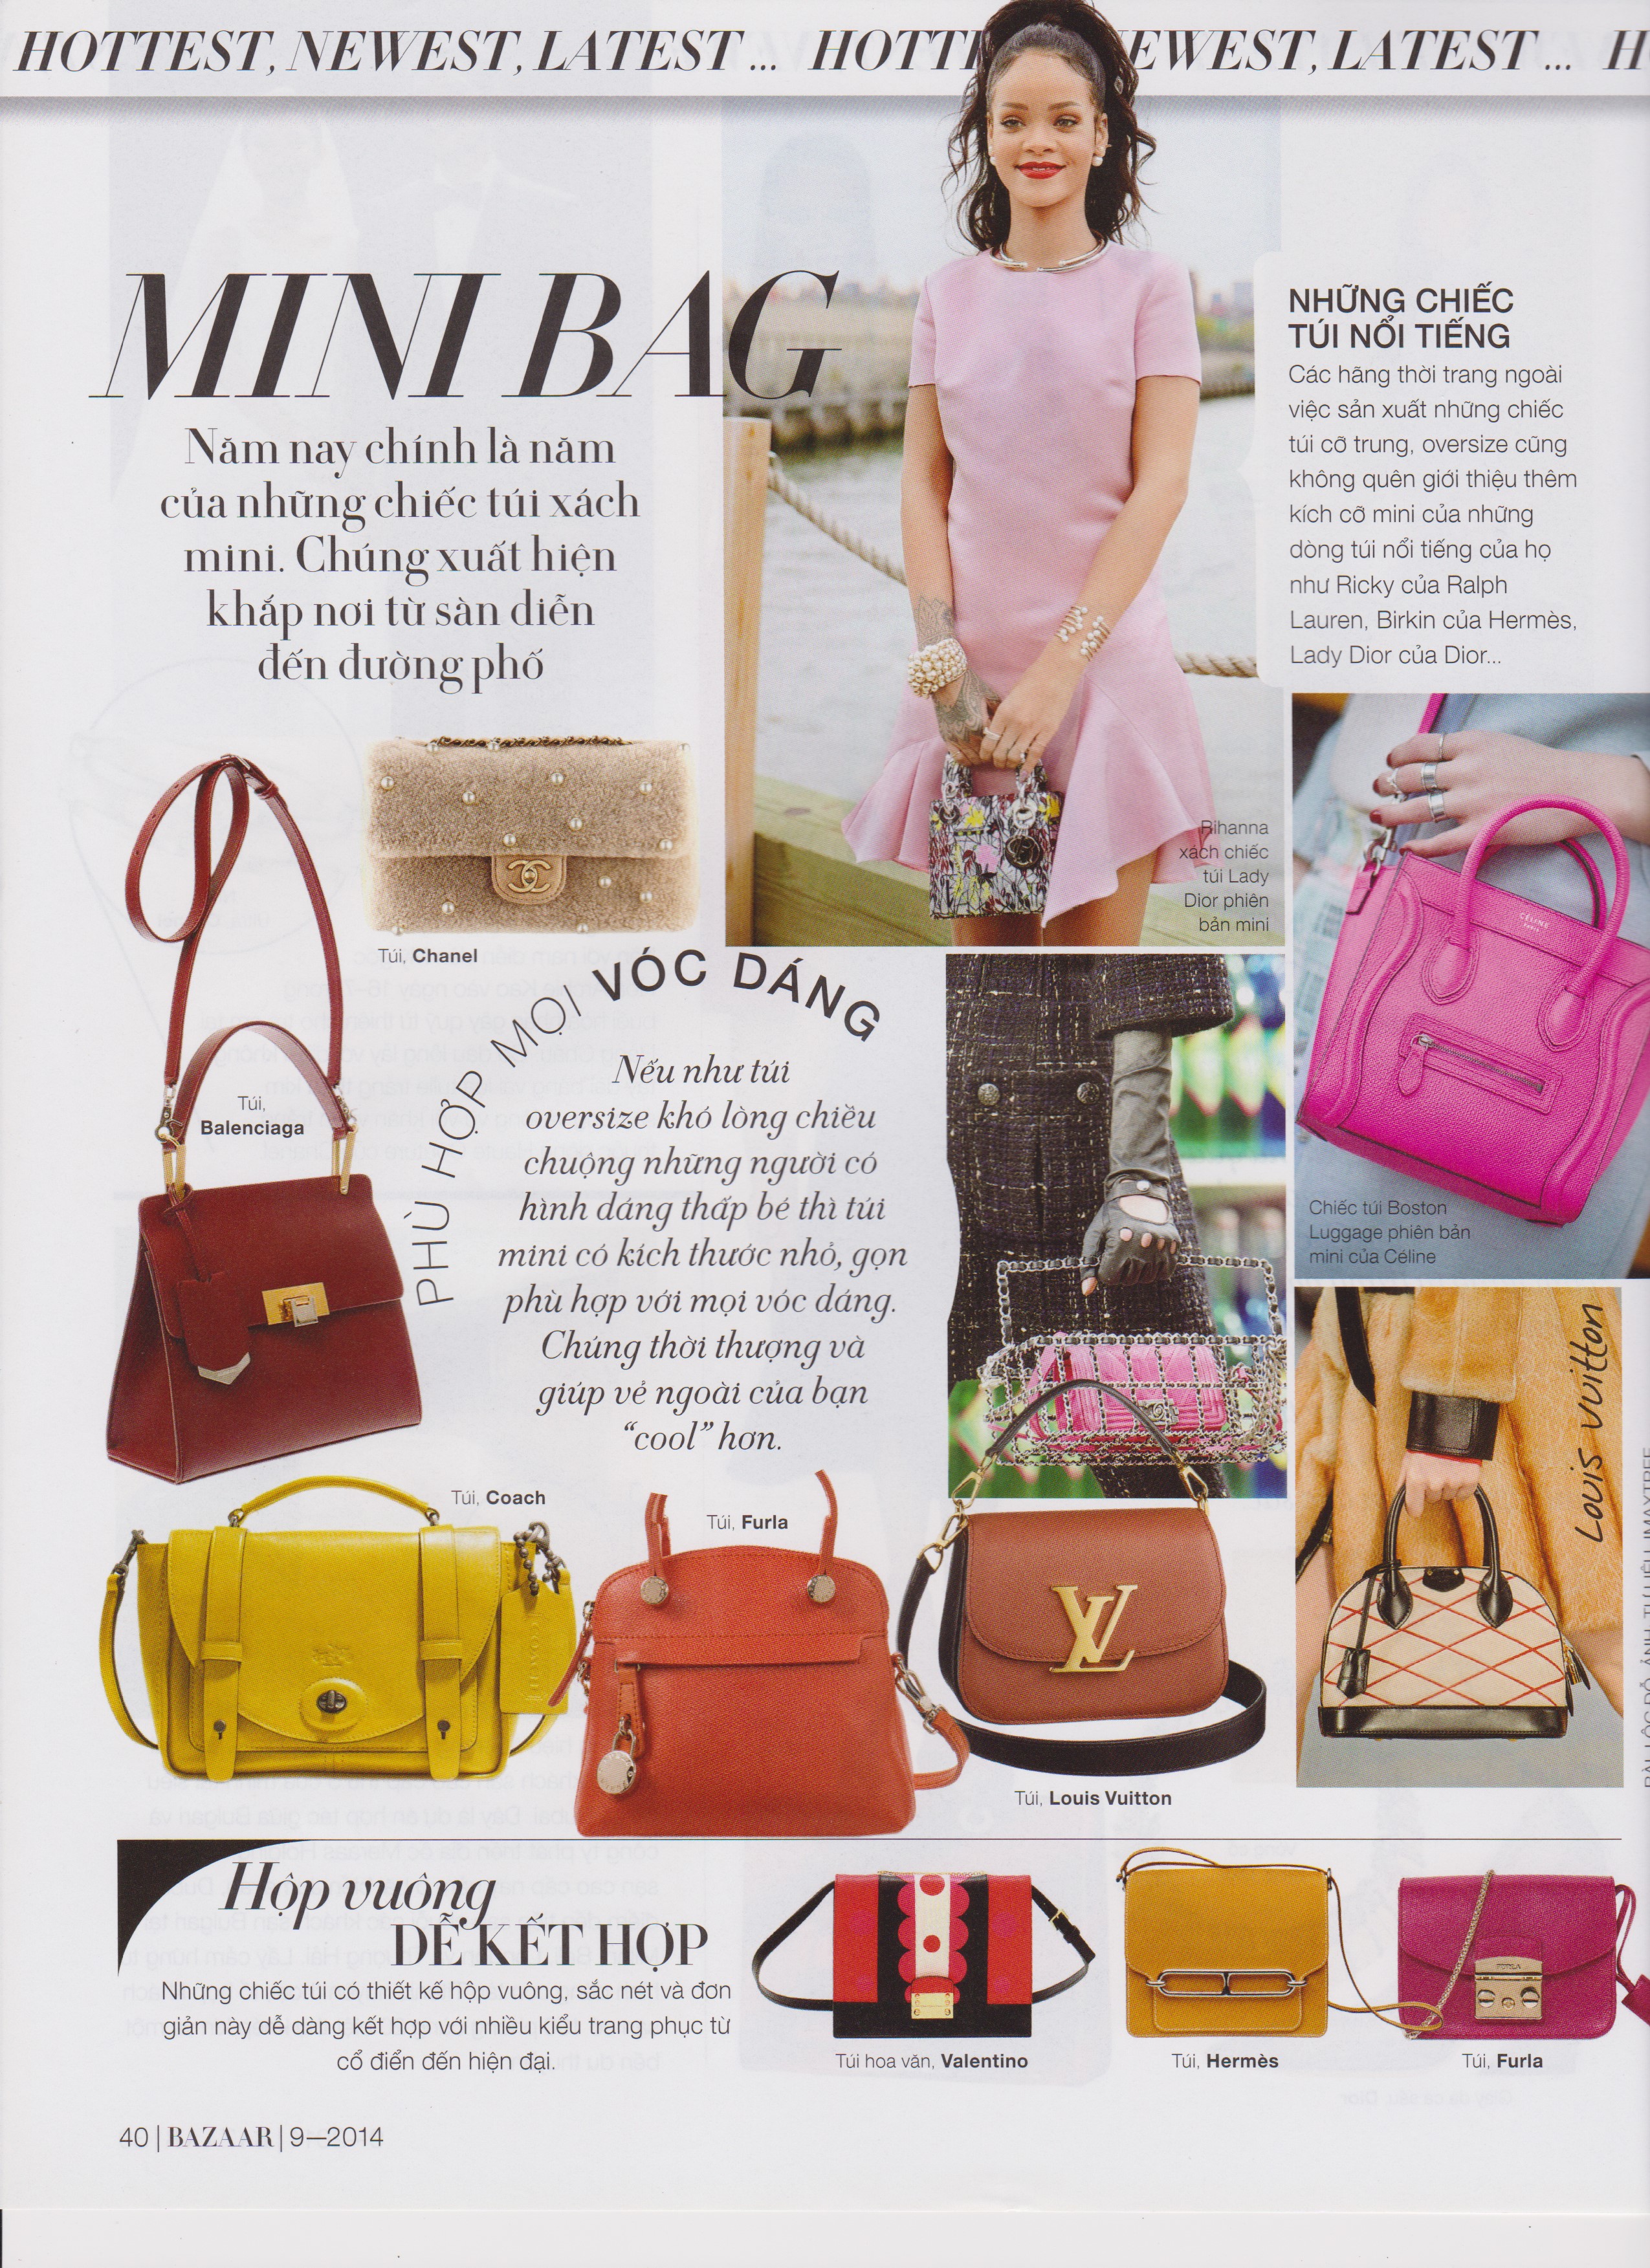 HOTTEST, NEWEST, LATEST ... HOTTE EWEST, LATEST ... H
MINI BAG
Năm nay chính là năm
của những chiếc túi xách
mini. Chúng xuất hiện
khắp nơi từ sàn diễn
đến đường phố
NHỮNG CHIẾC
TÚI NỔI TIẾNG
Các hãng thời trang ngoài
việc sản xuất những chiếc
túi cỡ trung, oversize cũng
không quên giới thiệu thêm
kích cỡ mini của những
dòng túi nổi tiếng của họ
như Ricky của Ralph
Lauren, Birkin của Hermès,
Lady Dior của Dior...
Rihanna
xách chiếc
túi Lady
Dior phiên
bản mini
Túi, Chanel
CÉLINE
PARIS
Chiếc túi Boston
Luggage phiên bản
mini của Céline
Túi,
Balenciaga
PHÙ HỢP MỌI VÓC DÁNG
Nếu như túi
oversize khó lòng chiều
chuộng những người có
hình dáng thấp bé thì túi
mini có kích thước nhỏ, gọn
phù hợp với mọi vóc dáng.
Chúng thời thượng và
giúp vẻ ngoài của bạn
“cool” hơn.
Louis Vuitton
Túi, Coach
COACH
Túi, Furla
LV
Túi, Louis Vuitton
Hộp vuông
DỄ KẾT HỢP
Những chiếc túi có thiết kế hộp vuông, sắc nét và đơn
giản này dễ dàng kết hợp với nhiều kiểu trang phục từ
cổ điển đến hiện đại.
Túi hoa văn, Valentino
Túi, Hermès
FURLA
Túi, Furla
40 | BAZAAR | 9—2014